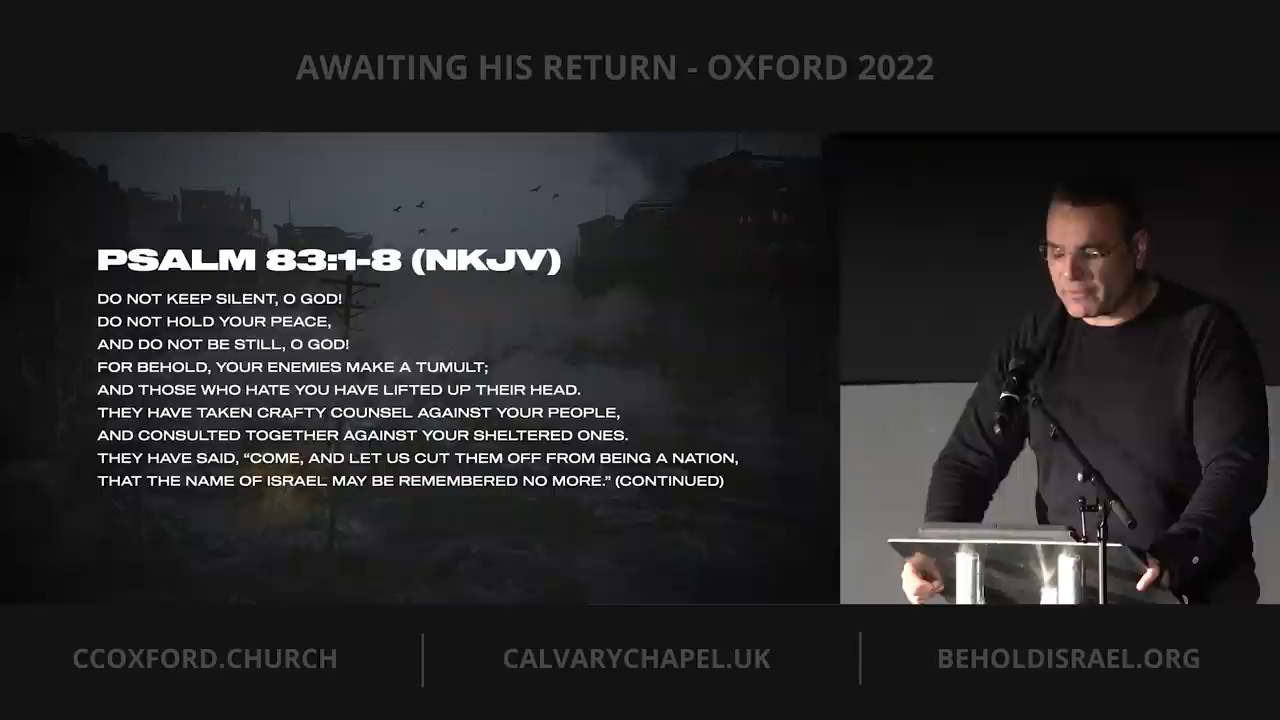 AWAITING HIS RETURN - OXFORD 2022
PSALM 83:1-8 (NKJV)
DO NOT KEEP SILENT, O GOD!
DO NOT HOLD YOUR PEACE,
AND DO NOT BE STILL, O GOD!
FOR BEHOLD, YOUR ENEMIES MAKE A TUMULT;
AND THOSE WHO HATE YOU HAVE LIFTED UP THEIR HEAD.
THEY HAVE TAKEN CRAFTY COUNSEL AGAINST YOUR PEOPLE,
AND CONSULTED TOGETHER AGAINST YOUR SHELTERED ONES.
THEY HAVE SAID, “COME, AND LET US CUT THEM OFF FROM BEING A NATION,
THAT THE NAME OF ISRAEL MAY BE REMEMBERED NO MORE.” (CONTINUED)
CCOXFORD.CHURCH
CALVARYCHAPEL.UK
BEHOLDISRAEL.ORG